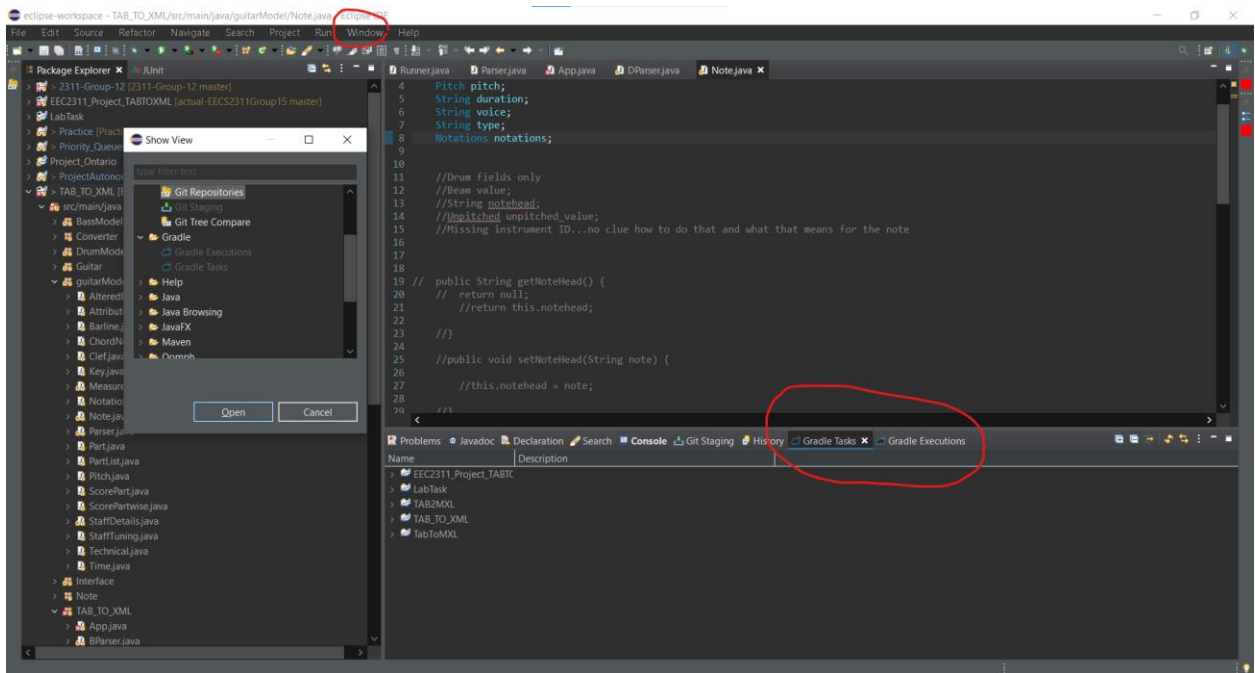 eclipse-workspace - TAB_TO_XML/src/main/java/guitarModel/Note.java - Eclipse IDE
File Edit Source Refactor Navigate Search Project Run Window Help
Package Explorer JUnit
> 2311-Group-12 [2311-Group-12 master]
EEC2311_Project_TABTOXML [actual-EECS2311Group15 master]
LabTask
> Practice [Practi
> Priority_Queue
Project_Ontario
> ProjectAutonor
> TAB_TO_XML [
src/main/java
BassModel
Converter
DrumMode
Guitar
guitarMode
Altered
Attribut
Barline.j
ChordN
Clef.java
Key.java
Measure
Notatio
Note.jav
Parser.ja
Part.java
PartList.java
Pitch.java
ScorePart.java
ScorePartwise.java
StaffDetails.java
StaffTuning.java
Technical.java
Time.java
Interface
Note
TAB_TO_XML
App.java
BParser.java
Show View
type filter text
Git Repositories
Git Staging
Git Tree Compare
Gradle
Gradle Executions
Gradle Tasks
Help
Java
Java Browsing
JavaFX
Maven
Oomph
Open Cancel
Runner.java Parser.java App.java DParser.java Note.java
4 Pitch pitch;
5 String duration;
6 String voice;
7 String type;
8 Notations notations;
9
10
11 //Drum fields only
12 //Beam value;
13 //String notehead;
14 //Unpitched unpitched_value;
15 //Missing instrument ID...no clue how to do that and what that means for the note
16
17
18
19 // public String getNoteHead() {
20 // return null;
21 //return this.notehead;
22
23 //}
24
25 //public void setNoteHead(String note) {
26
27 //this.notehead = note;
28
29 //}
Problems Javadoc Declaration Search Console Git Staging History Gradle Tasks Gradle Executions
Name Description
EEC2311_Project_TABTC
LabTask
TAB2MXL
TAB_TO_XML
TabToMXL